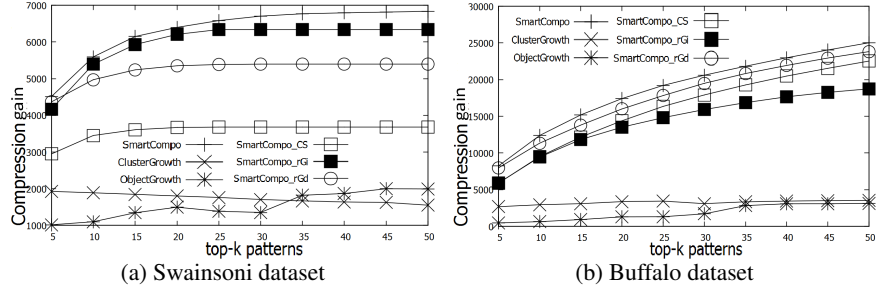 7000
6000
5000
4000
3000
2000
1000
Compression gain
SmartCompo
ClusterGrowth
ObjectGrowth
SmartCompo_CS
SmartCompo_rGi
SmartCompo_rGd
5 10 15 20 25 30 35 40 45 50
top-k patterns
(a) Swainsoni dataset
SmartCompo
ClusterGrowth
ObjectGrowth
SmartCompo_CS
SmartCompo_rGi
SmartCompo_rGd
25000
20000
15000
10000
5000
0
Compression gain
5 10 15 20 25 30 35 40 45 50
top-k patterns
(b) Buffalo dataset